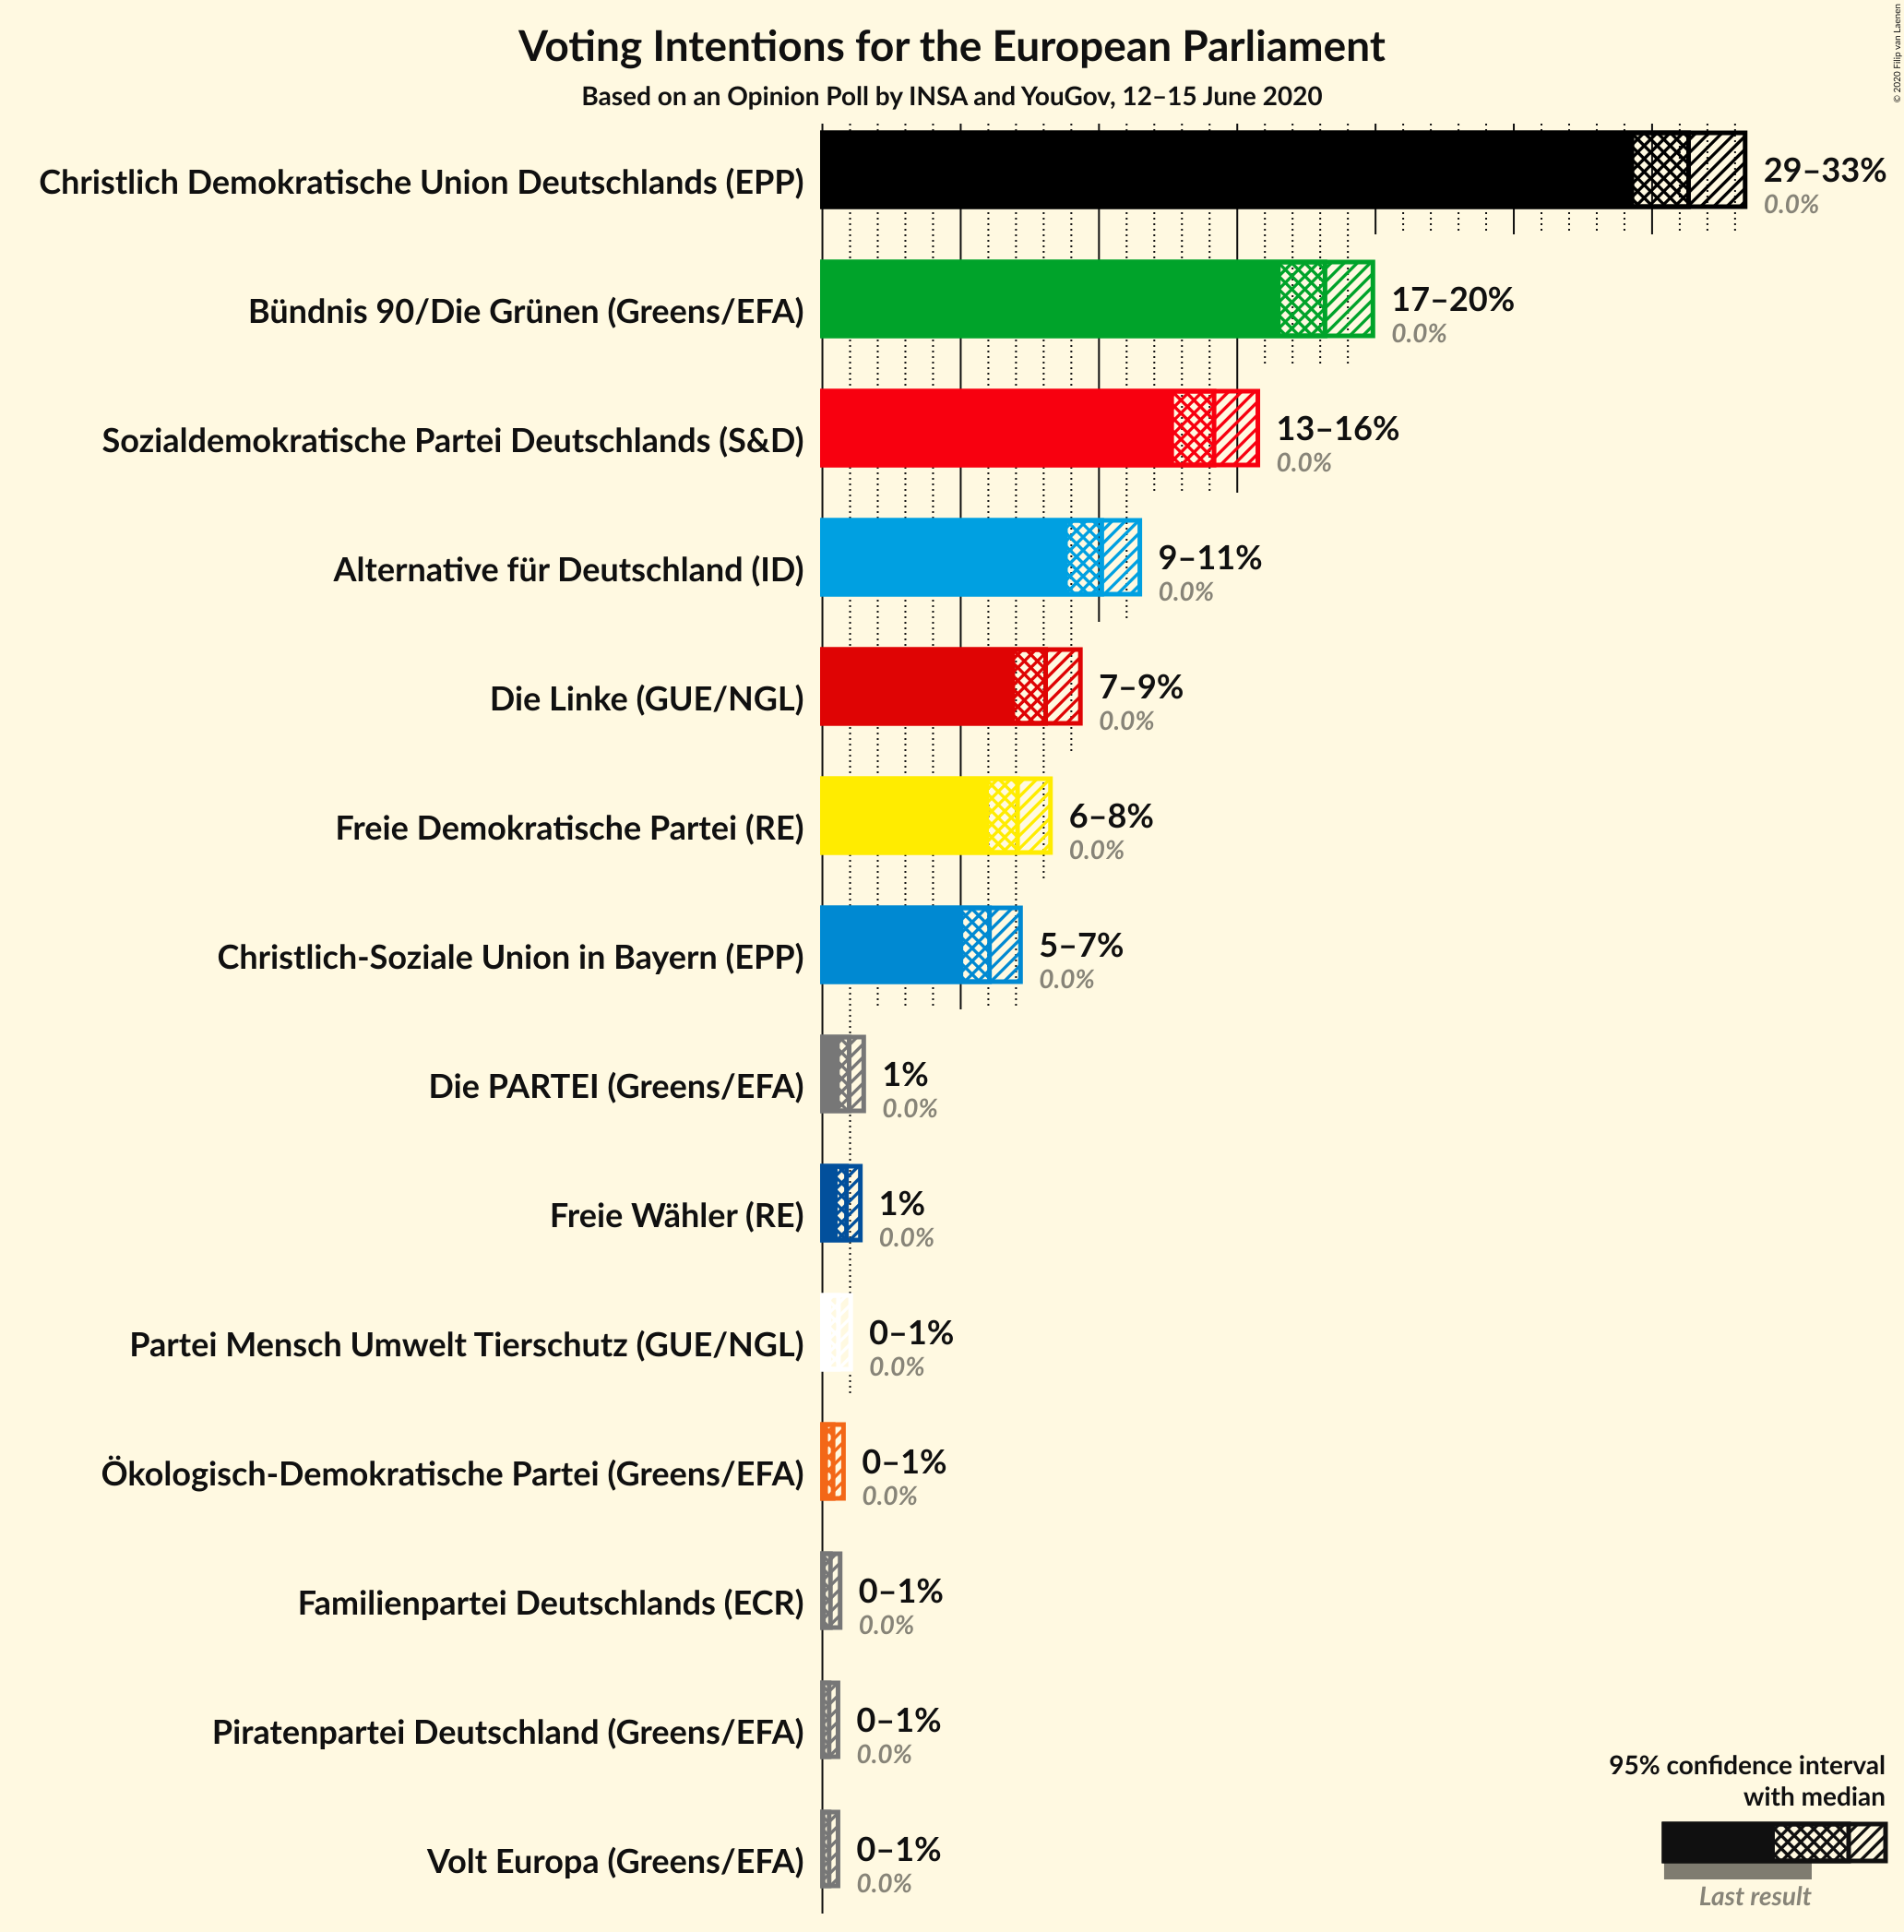 Voting Intentions for the European Parliament
Based on an Opinion Poll by INSA and YouGov, 12–15 June 2020
© 2020 Filip van Laenen
Christlich Demokratische Union Deutschlands (EPP)
29–33%
0.0%
Bündnis 90/Die Grünen (Greens/EFA)
17–20%
0.0%
Sozialdemokratische Partei Deutschlands (S&D)
13–16%
0.0%
Alternative für Deutschland (ID)
9–11%
0.0%
Die Linke (GUE/NGL)
7–9%
0.0%
Freie Demokratische Partei (RE)
6–8%
0.0%
Christlich-Soziale Union in Bayern (EPP)
5–7%
0.0%
Die PARTEI (Greens/EFA)
1%
0.0%
Freie Wähler (RE)
1%
0.0%
Partei Mensch Umwelt Tierschutz (GUE/NGL)
0–1%
0.0%
Ökologisch-Demokratische Partei (Greens/EFA)
0–1%
0.0%
Familienpartei Deutschlands (ECR)
0–1%
0.0%
Piratenpartei Deutschland (Greens/EFA)
0–1%
0.0%
Volt Europa (Greens/EFA)
0–1%
0.0%
95% confidence interval
with median
Last result